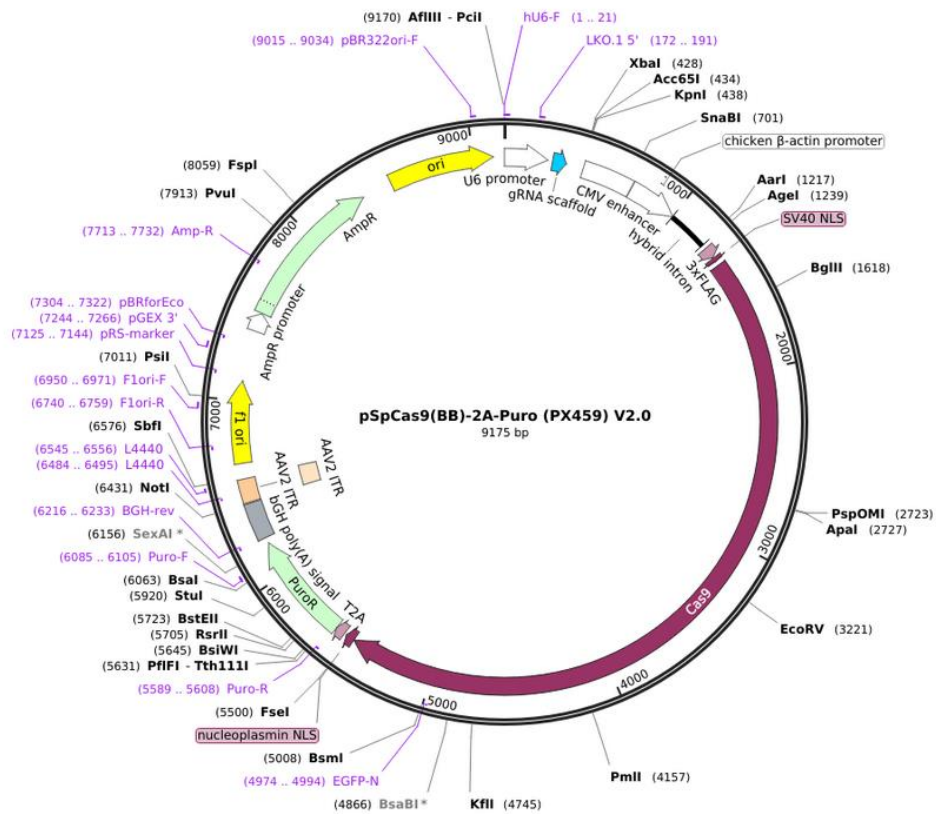 (9170) AflIII - PciI
hU6-F (1 .. 21)
(9015 .. 9034) pBR322ori-F
LKO.1 5' (172 .. 191)
XbaI (428)
Acc65I (434)
KpnI (438)
SnaBI (701)
chicken β-actin promoter
AarI (1217)
AgeI (1239)
SV40 NLS
BglII (1618)
PspOMI (2723)
ApaI (2727)
EcoRV (3221)
PmlI (4157)
KflI (4745)
(4866) BsaBI *
(4974 .. 4994) EGFP-N
(5008) BsmI
nucleoplasmin NLS
(5500) FseI
(5589 .. 5608) Puro-R
(5631) PflFI - Tth111I
(5645) BsiWI
(5705) RsrII
(5723) BstEII
(5920) StuI
(6063) BsaI
(6085 .. 6105) Puro-F
(6156) SexAI *
(6216 .. 6233) BGH-rev
(6431) NotI
(6484 .. 6495) L4440
(6545 .. 6556) L4440
(6576) SbfI
(6740 .. 6759) F1ori-R
(6950 .. 6971) F1ori-F
(7011) PsiI
(7125 .. 7144) pRS-marker
(7244 .. 7266) pGEX 3'
(7304 .. 7322) pBRforEco
(7713 .. 7732) Amp-R
(7913) PvuI
(8059) FspI
1000
2000
3000
4000
5000
6000
7000
8000
9000
U6 promoter
gRNA scaffold
CMV enhancer
hybrid intron
3xFLAG
Cas9
T2A
PuroR
bGH poly(A) signal
AAV2 ITR
AAV2 ITR
f1 ori
AmpR promoter
AmpR
ori
pSpCas9(BB)-2A-Puro (PX459) V2.0
9175 bp